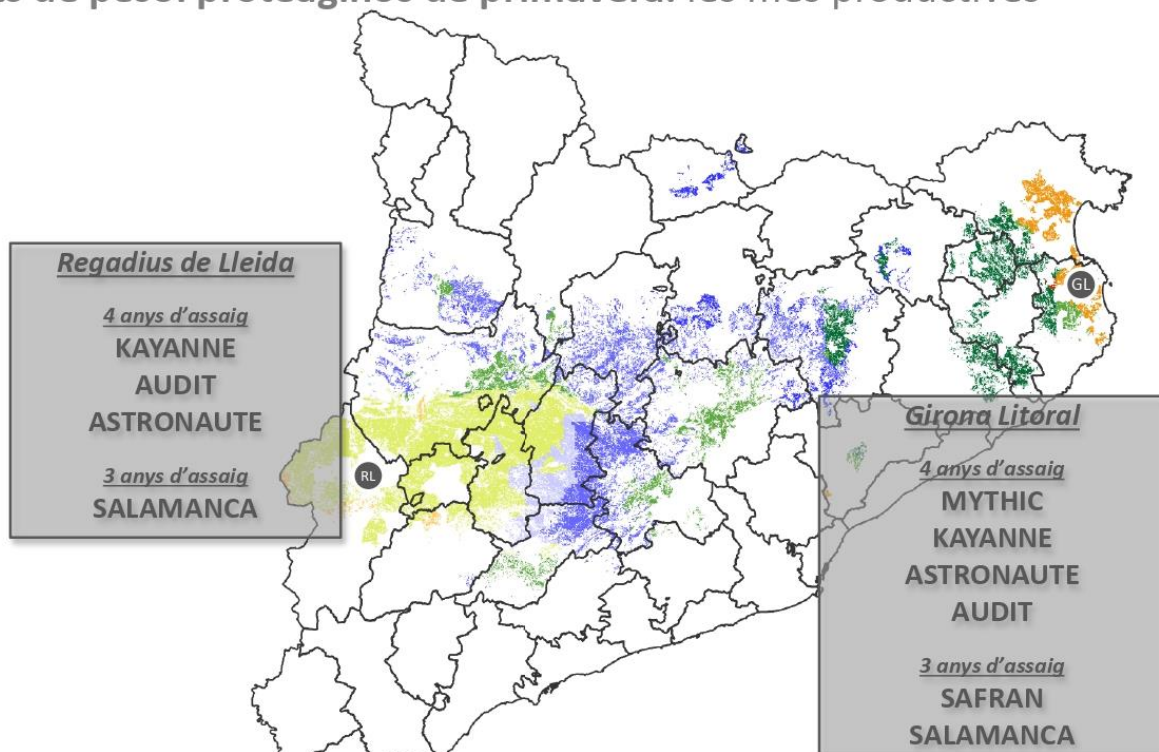 de pèsol proteaginós de primavera: les més productives
Regadius de Lleida
4 anys d'assaig
KAYANNE
AUDIT
ASTRONAUTE
3 anys d'assaig
SALAMANCA
RL
GL
Girona Litoral
4 anys d'assaig
MYTHIC
KAYANNE
ASTRONAUTE
AUDIT
3 anys d'assaig
SAFRAN
SALAMANCA